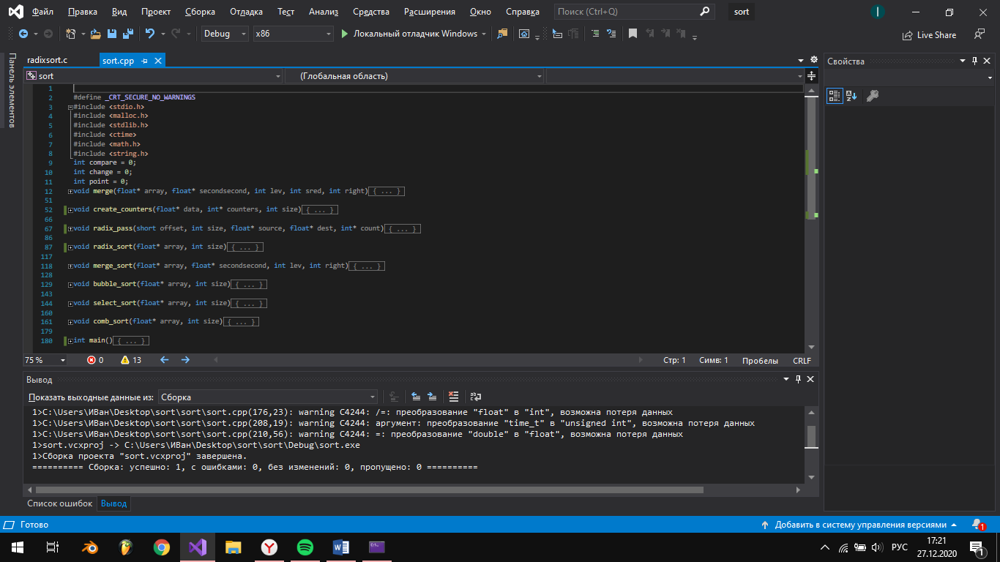 Файл Правка Вид Проект Сборка Отладка Тест Анализ Средства Расширения Окно Справка Поиск (Ctrl+Q) sort I
Debug x86 Локальный отладчик Windows Live Share
Панель элементов
radixsort.c sort.cpp
sort (Глобальная область)
1
2 #define _CRT_SECURE_NO_WARNINGS
3 #include <stdio.h>
4 #include <malloc.h>
5 #include <stdlib.h>
6 #include <ctime>
7 #include <math.h>
8 #include <string.h>
9 int compare = 0;
10 int change = 0;
11 int point = 0;
12 void merge(float* array, float* secondsecond, int lev, int sred, int right){ ... }
51
52 void create_counters(float* data, int* counters, int size){ ... }
66
67 void radix_pass(short offset, int size, float* source, float* dest, int* count){ ... }
86
87 void radix_sort(float* array, int size){ ... }
117
118 void merge_sort(float* array, float* secondsecond, int lev, int right){ ... }
128
129 void bubble_sort(float* array, int size){ ... }
143
144 void select_sort(float* array, int size){ ... }
160
161 void comb_sort(float* array, int size){ ... }
179
180 int main(){ ... }
75 % 0 13 Стр: 1 Симв: 1 Пробелы CRLF
Свойства
Вывод
Показать выходные данные из: Сборка
1>C:\Users\ИВан\Desktop\sort\sort\sort.cpp(176,23): warning C4244: /=: преобразование "float" в "int", возможна потеря данных
1>C:\Users\ИВан\Desktop\sort\sort\sort.cpp(208,19): warning C4244: аргумент: преобразование "time_t" в "unsigned int", возможна потеря данных
1>C:\Users\ИВан\Desktop\sort\sort\sort.cpp(210,56): warning C4244: =: преобразование "double" в "float", возможна потеря данных
1>sort.vcxproj -> C:\Users\ИВан\Desktop\sort\sort\Debug\sort.exe
1>Сборка проекта "sort.vcxproj" завершена.
========== Сборка: успешно: 1, с ошибками: 0, без изменений: 0, пропущено: 0 ==========
Список ошибок Вывод
Готово Добавить в систему управления версиями 1
РУС 17:21
27.12.2020 1